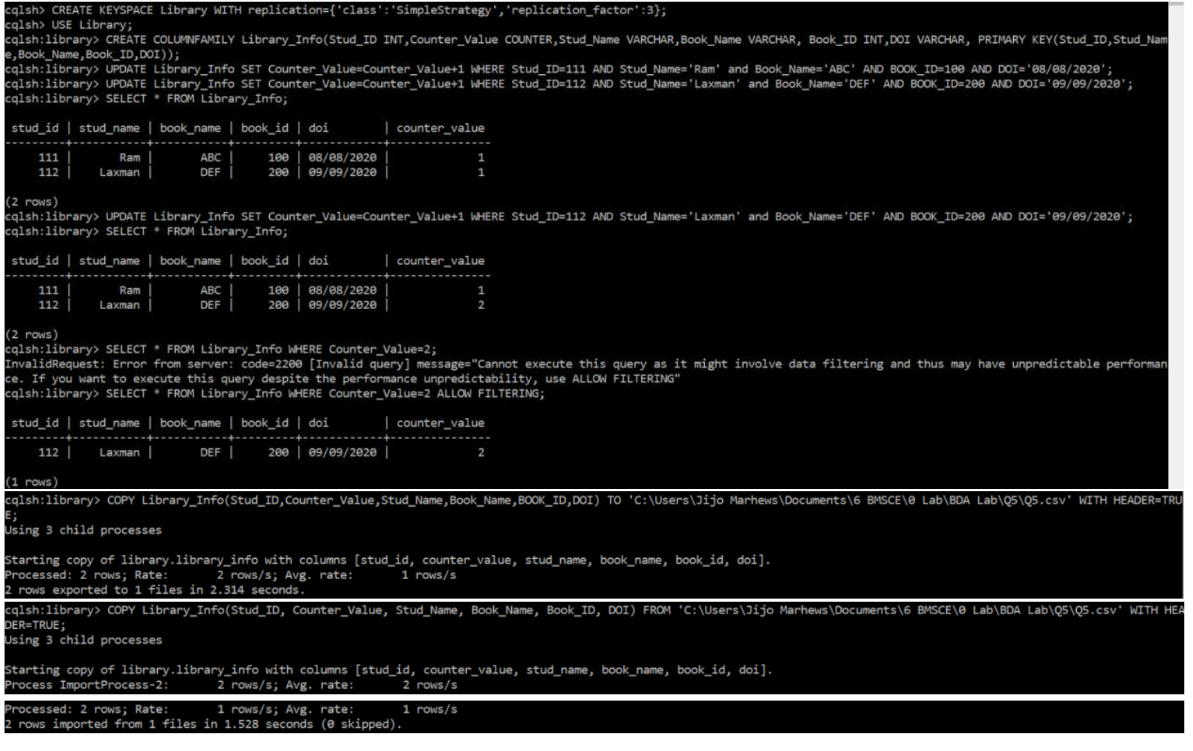 cqlsh> CREATE KEYSPACE Library WITH replication={'class':'SimpleStrategy','replication_factor':3};
cqlsh> USE Library;
cqlsh:library> CREATE COLUMNFAMILY Library_Info(Stud_ID INT,Counter_Value COUNTER,Stud_Name VARCHAR,Book_Name VARCHAR, Book_ID INT,DOI VARCHAR, PRIMARY KEY(Stud_ID,Stud_Nam
e,Book_Name,Book_ID,DOI));
cqlsh:library> UPDATE Library_Info SET Counter_Value=Counter_Value+1 WHERE Stud_ID=111 AND Stud_Name='Ram' and Book_Name='ABC' AND BOOK_ID=100 AND DOI='08/08/2020';
cqlsh:library> UPDATE Library_Info SET Counter_Value=Counter_Value+1 WHERE Stud_ID=112 AND Stud_Name='Laxman' and Book_Name='DEF' AND BOOK_ID=200 AND DOI='09/09/2020';
cqlsh:library> SELECT * FROM Library_Info;
stud_id | stud_name | book_name | book_id | doi | counter_value
---------+-----------+-----------+---------+------------+---------------
111 | Ram | ABC | 100 | 08/08/2020 | 1
112 | Laxman | DEF | 200 | 09/09/2020 | 1
(2 rows)
cqlsh:library> UPDATE Library_Info SET Counter_Value=Counter_Value+1 WHERE Stud_ID=112 AND Stud_Name='Laxman' and Book_Name='DEF' AND BOOK_ID=200 AND DOI='09/09/2020';
cqlsh:library> SELECT * FROM Library_Info;
stud_id | stud_name | book_name | book_id | doi | counter_value
---------+-----------+-----------+---------+------------+---------------
111 | Ram | ABC | 100 | 08/08/2020 | 1
112 | Laxman | DEF | 200 | 09/09/2020 | 2
(2 rows)
cqlsh:library> SELECT * FROM Library_Info WHERE Counter_Value=2;
InvalidRequest: Error from server: code=2200 [Invalid query] message="Cannot execute this query as it might involve data filtering and thus may have unpredictable performan
ce. If you want to execute this query despite the performance unpredictability, use ALLOW FILTERING"
cqlsh:library> SELECT * FROM Library_Info WHERE Counter_Value=2 ALLOW FILTERING;
stud_id | stud_name | book_name | book_id | doi | counter_value
---------+-----------+-----------+---------+------------+---------------
112 | Laxman | DEF | 200 | 09/09/2020 | 2
(1 rows)
cqlsh:library> COPY Library_Info(Stud_ID,Counter_Value,Stud_Name,Book_Name,BOOK_ID,DOI) TO 'C:\Users\Jijo Marhews\Documents\6 BMSCE\0 Lab\BDA Lab\Q5\Q5.csv' WITH HEADER=TRU
E;
Using 3 child processes
Starting copy of library.library_info with columns [stud_id, counter_value, stud_name, book_name, book_id, doi].
Processed: 2 rows; Rate: 2 rows/s; Avg. rate: 1 rows/s
2 rows exported to 1 files in 2.314 seconds.
cqlsh:library> COPY Library_Info(Stud_ID, Counter_Value, Stud_Name, Book_Name, Book_ID, DOI) FROM 'C:\Users\Jijo Marhews\Documents\6 BMSCE\0 Lab\BDA Lab\Q5\Q5.csv' WITH HEA
DER=TRUE;
Using 3 child processes
Starting copy of library.library_info with columns [stud_id, counter_value, stud_name, book_name, book_id, doi].
Process ImportProcess-2: 2 rows/s; Avg. rate: 2 rows/s
Processed: 2 rows; Rate: 1 rows/s; Avg. rate: 1 rows/s
2 rows imported from 1 files in 1.528 seconds (0 skipped).